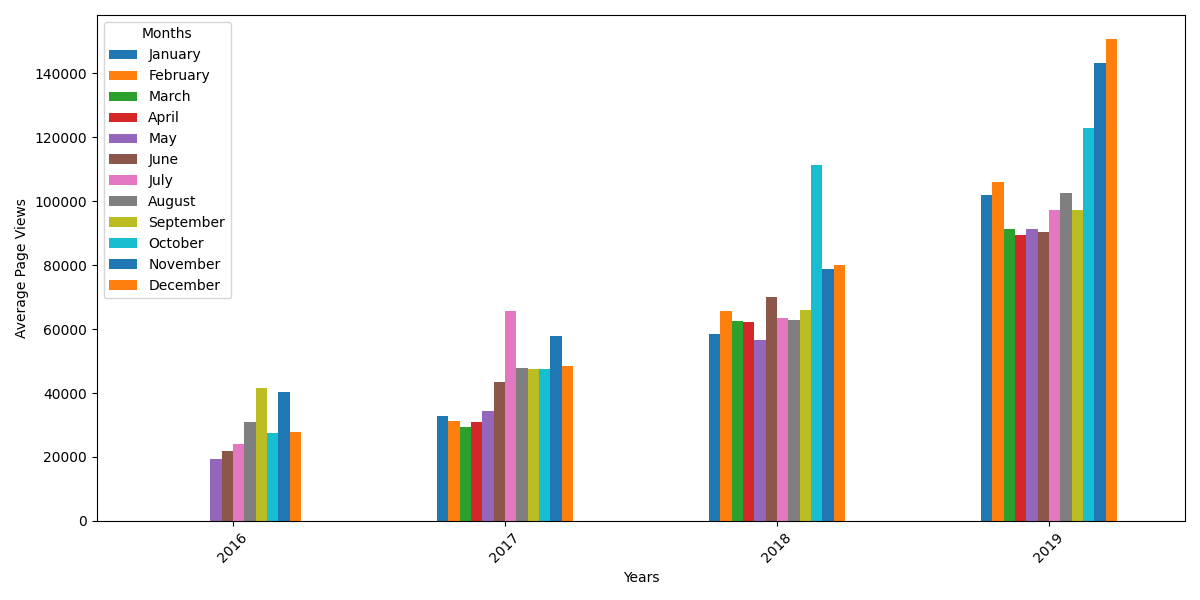 Months
January
February
March
April
May
June
July
August
September
October
November
December
140000
120000
100000
80000
60000
40000
20000
0
Average Page Views
2016
2017
2018
2019
Years